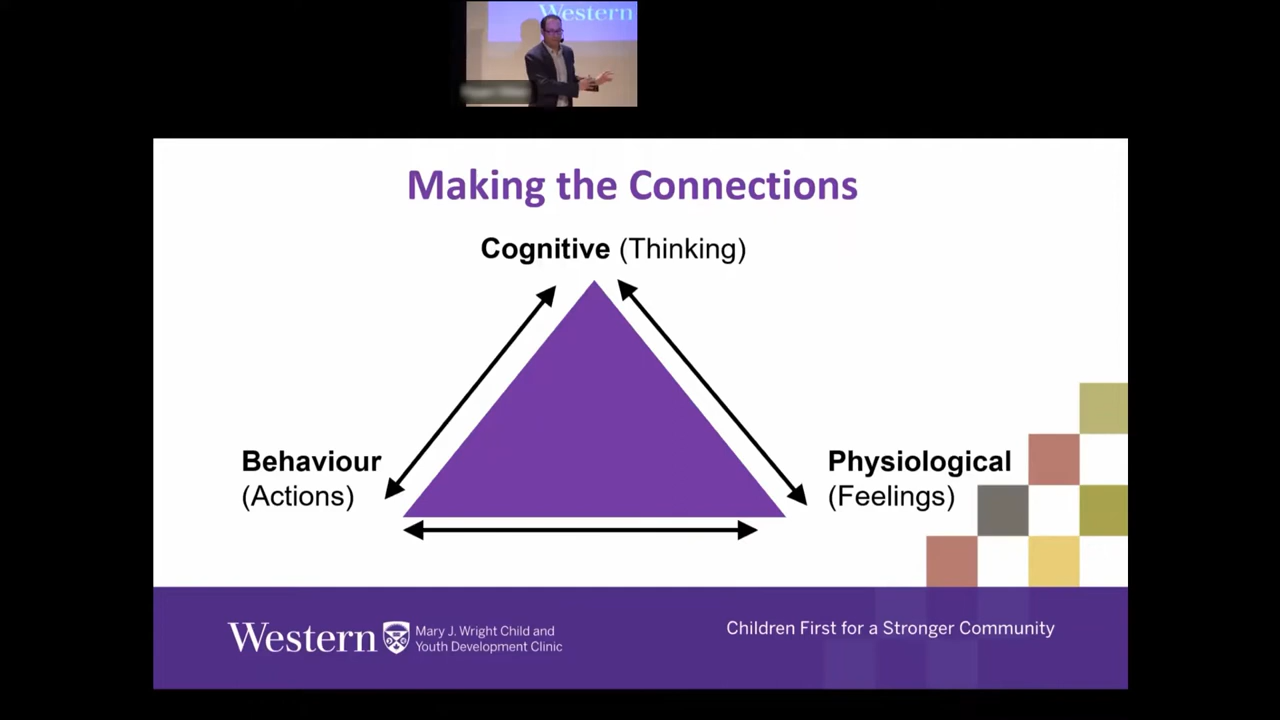 Western
Making the Connections
Cognitive (Thinking)
Behaviour
(Actions)
Physiological
(Feelings)
Western
Mary J. Wright Child and
Youth Development Clinic
Children First for a Stronger Community